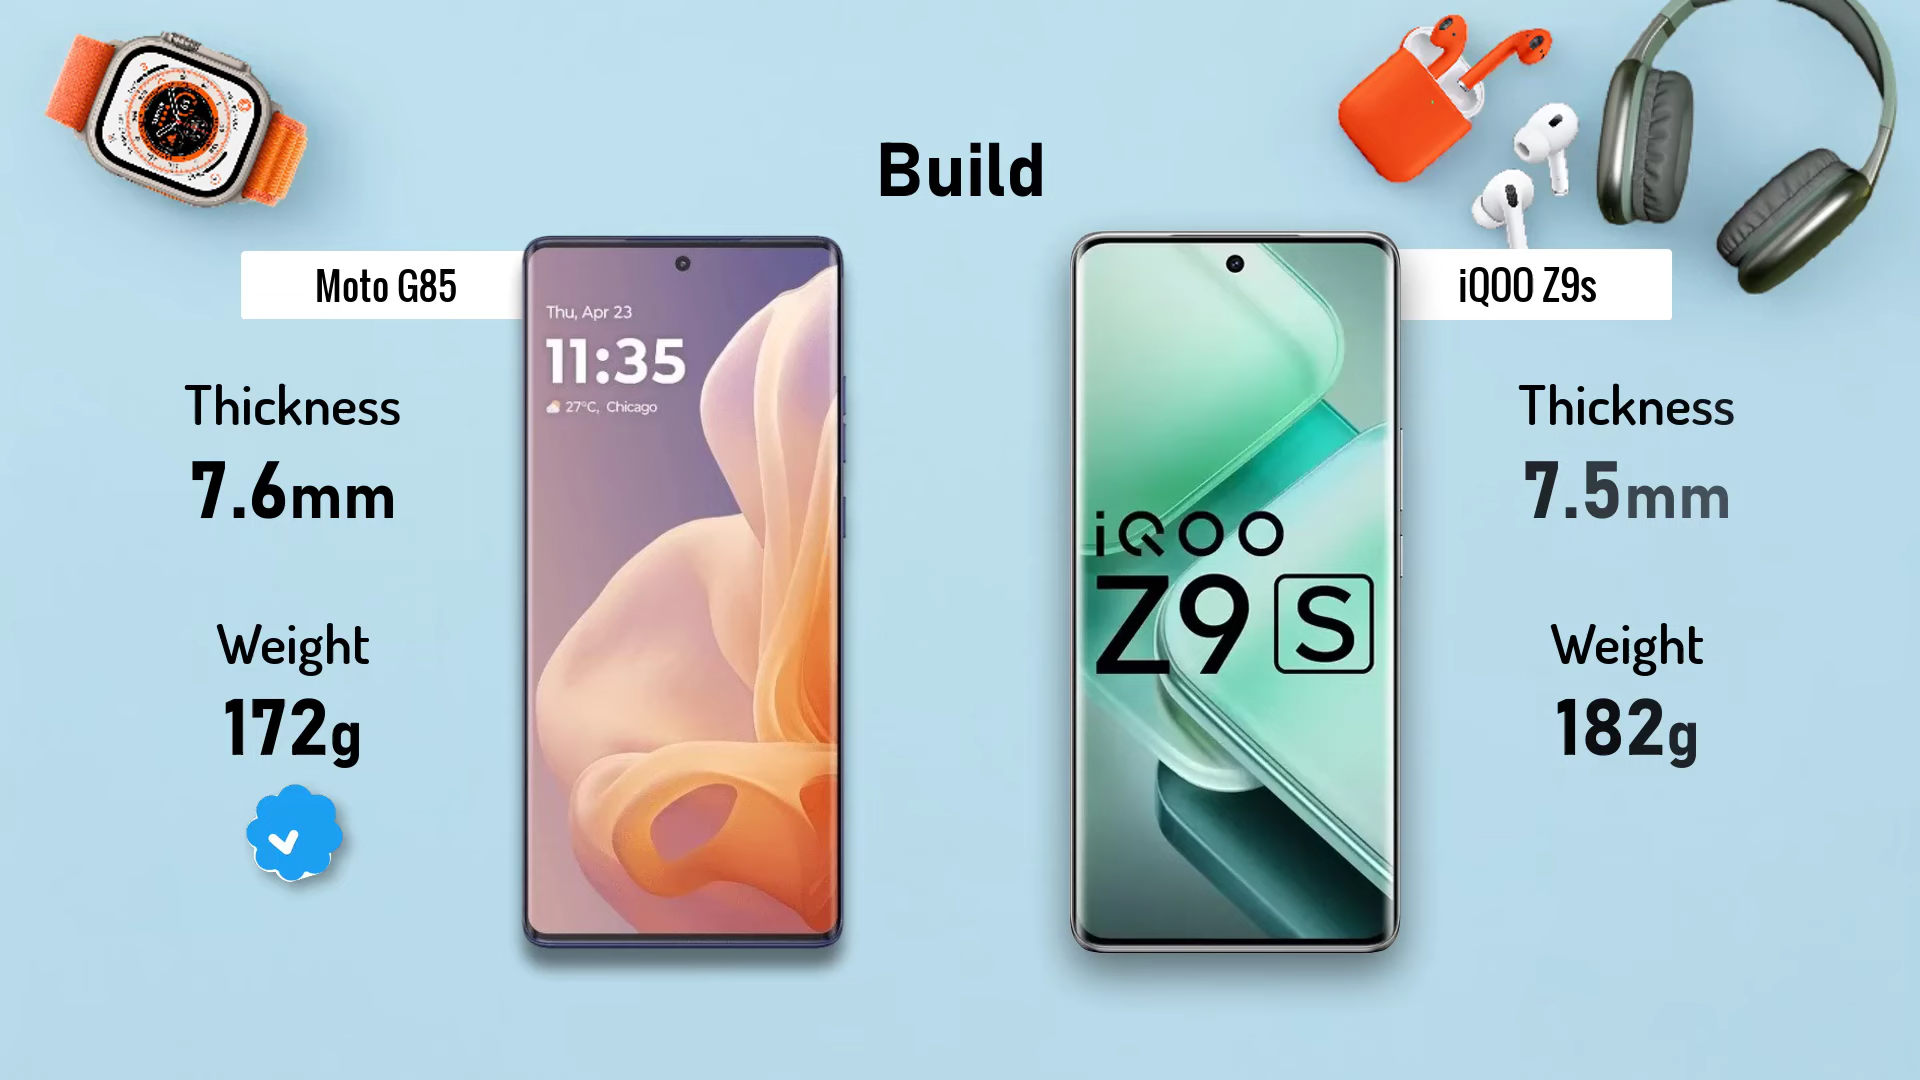 Build
Moto G85
Thickness
7.6mm
Weight
172g
Thu, Apr 23
11:35
27°C, Chicago
iQOO
Z9 S
iQOO Z9s
Thickness
7.5mm
Weight
182g